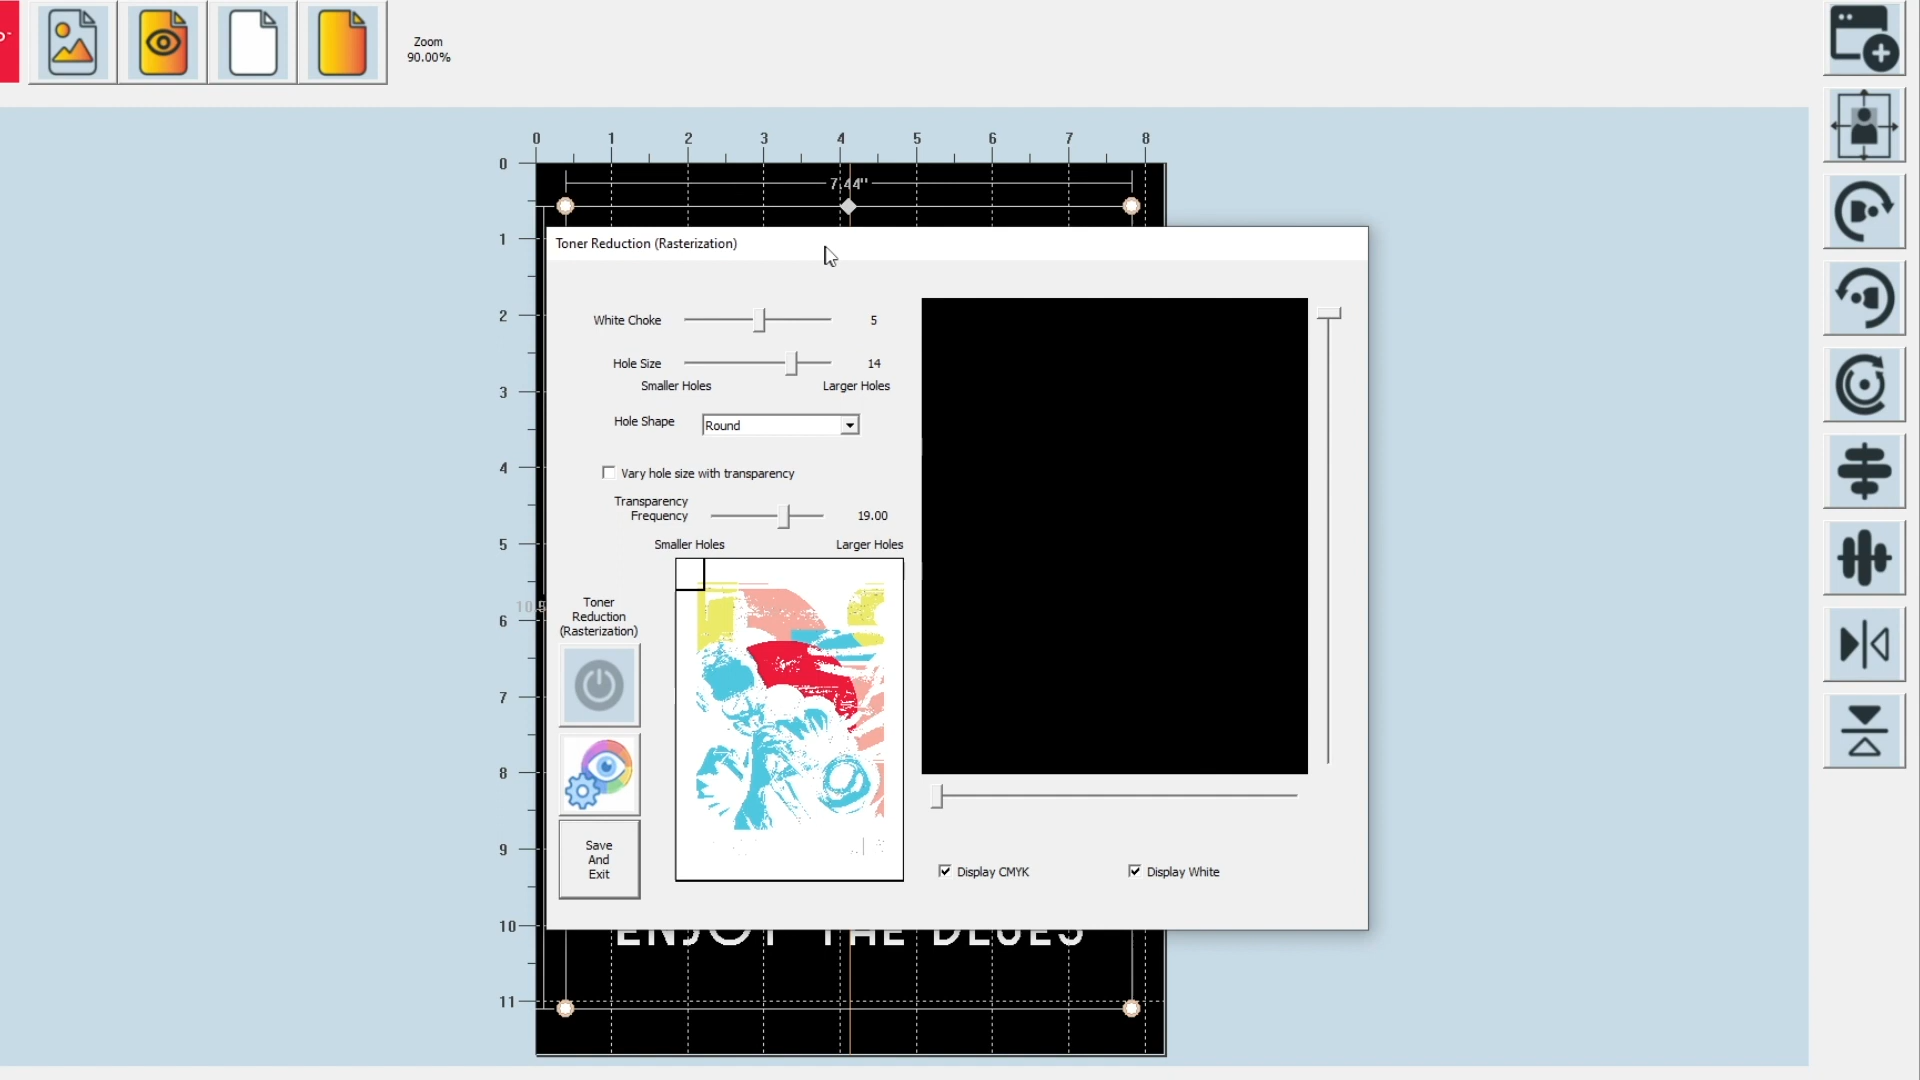 Zoom
90.00%
0 1 2 3 4 5 6 7 8
0
7.44"
1
Toner Reduction (Rasterization)
2
White Choke 5
Hole Size 14
Smaller Holes Larger Holes
3
Hole Shape Round
4
Vary hole size with transparency
Transparency
Frequency 19.00
5
Smaller Holes Larger Holes
6
Toner
Reduction
(Rasterization)
7
8
Save
And
Exit
9
Display CMYK Display White
10
ENJOY THE BLUES
11